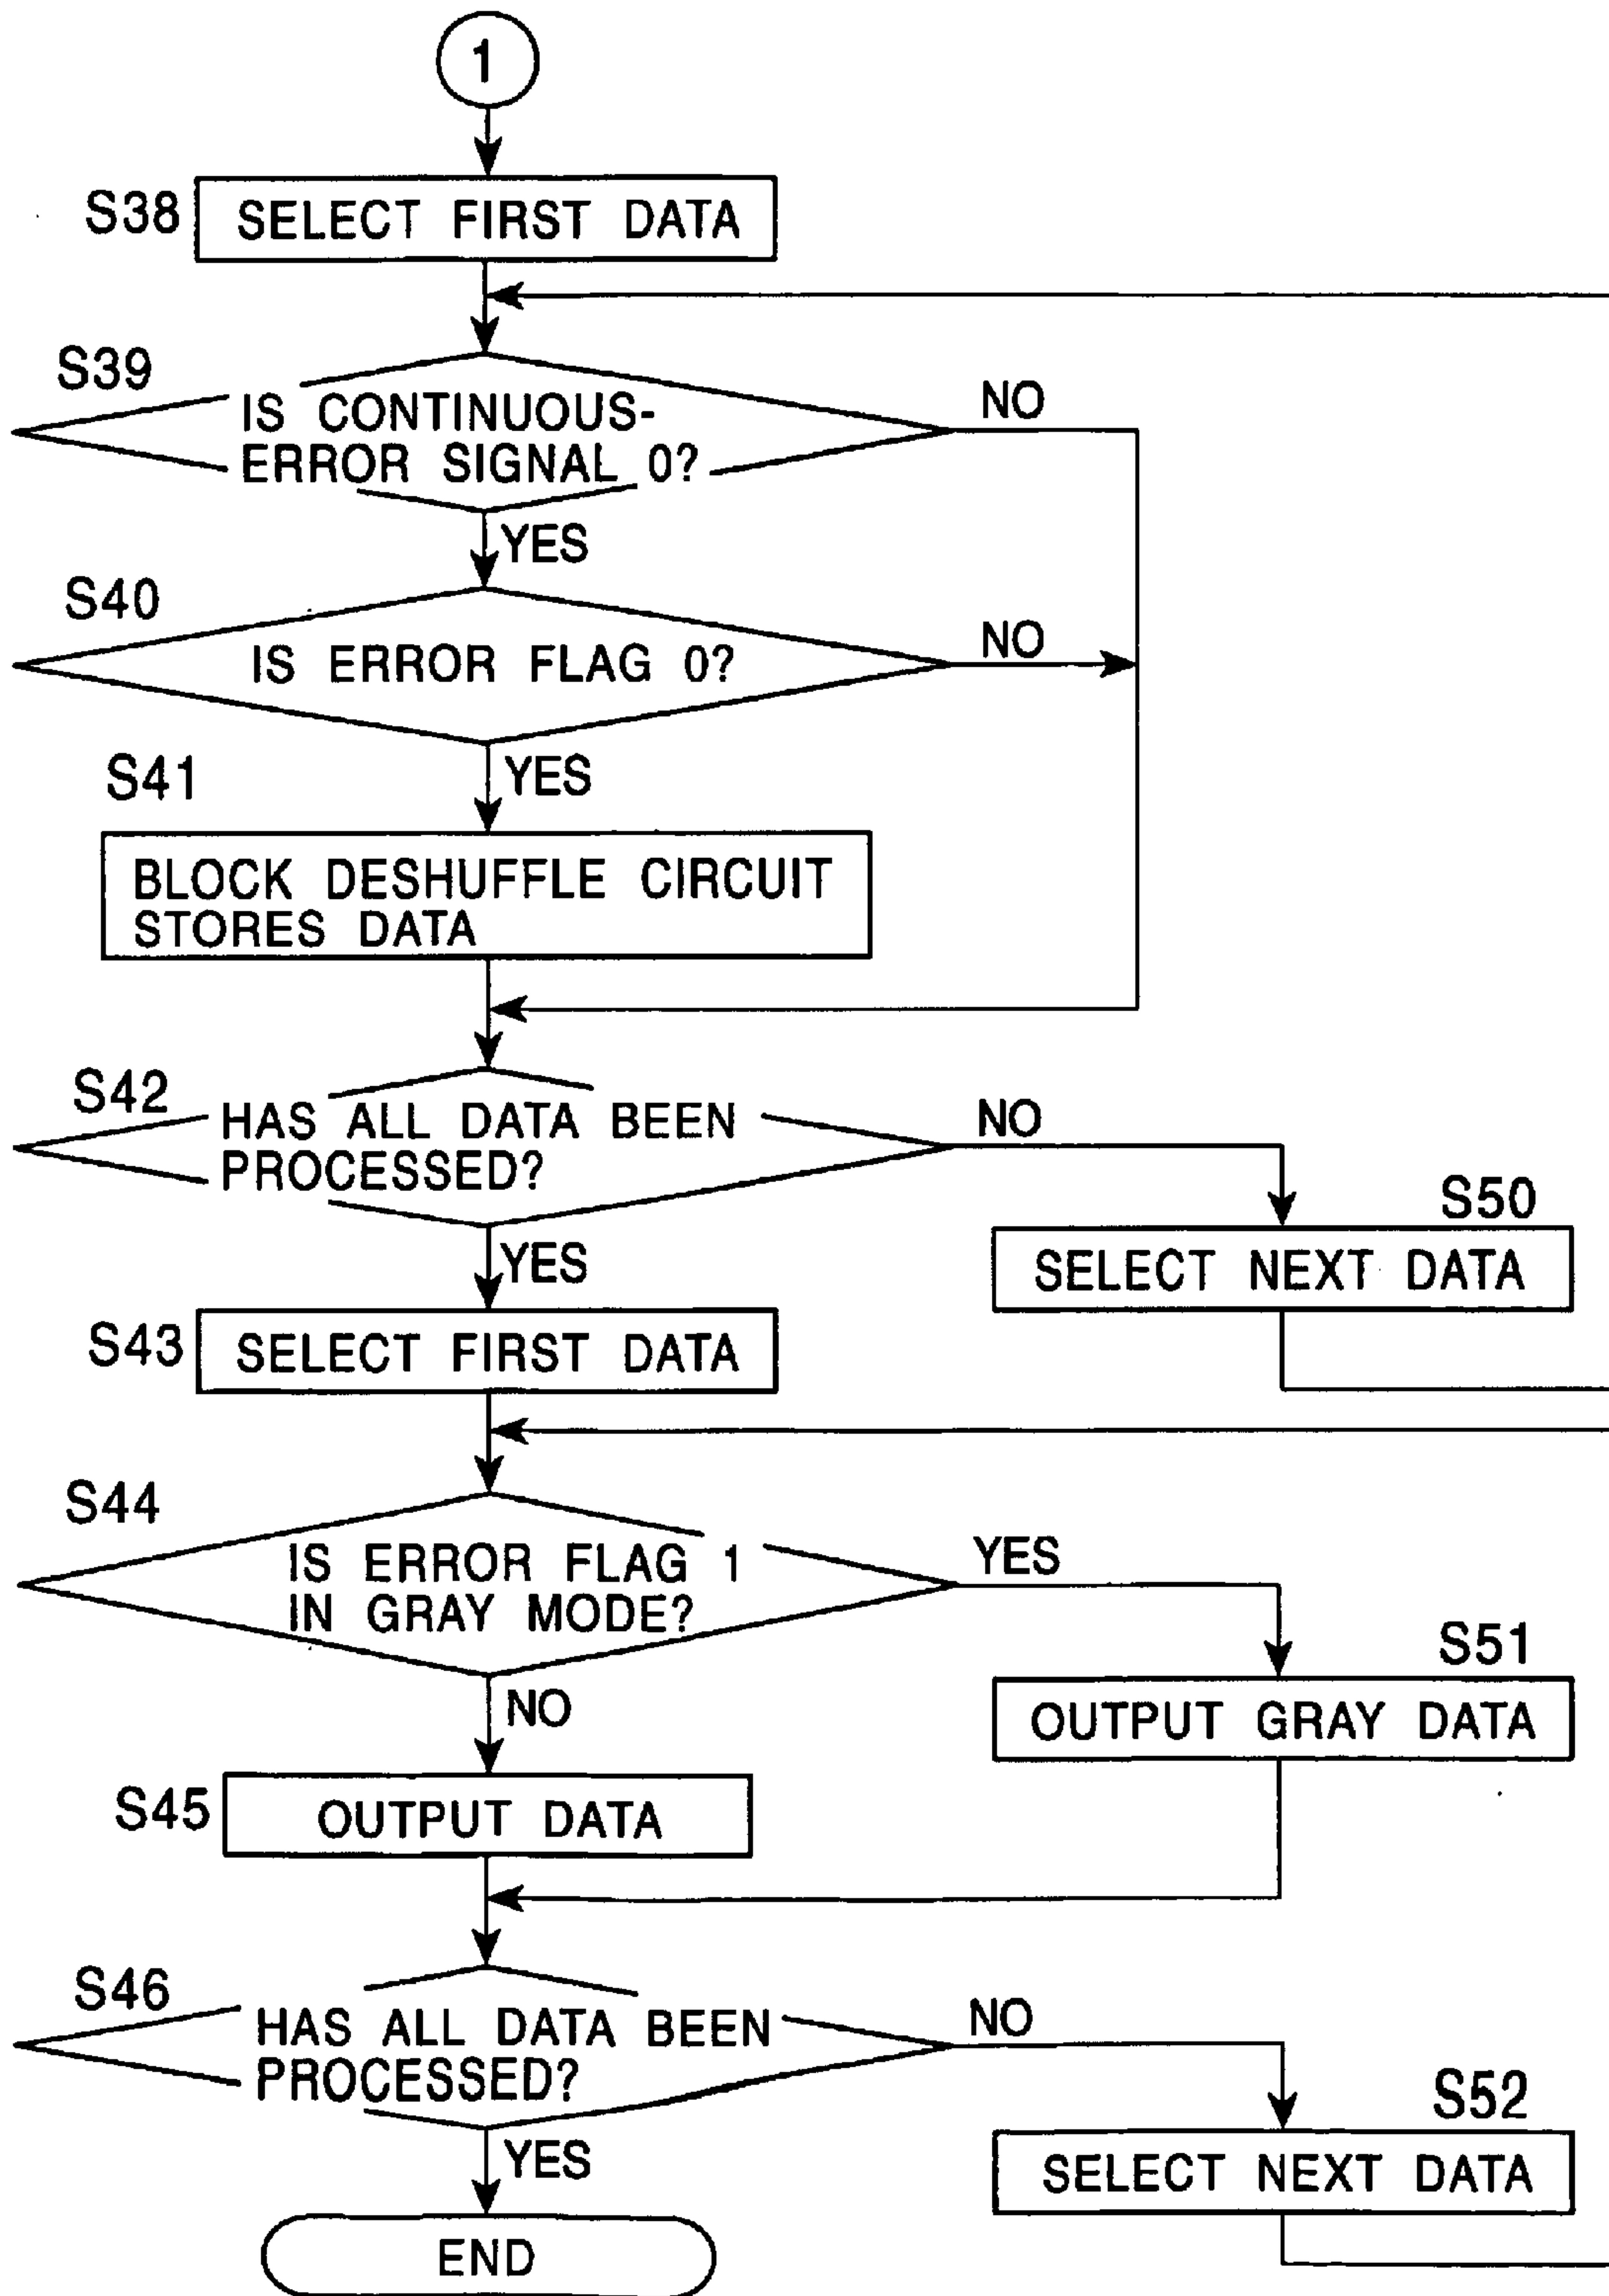 1
S38
SELECT FIRST DATA
S39
IS CONTINUOUS-
ERROR SIGNAL 0?
NO
YES
S40
IS ERROR FLAG 0?
NO
YES
S41
BLOCK DESHUFFLE CIRCUIT
STORES DATA
S42
HAS ALL DATA BEEN
PROCESSED?
NO
YES
S50
SELECT NEXT DATA
S43
SELECT FIRST DATA
S44
IS ERROR FLAG 1
IN GRAY MODE?
YES
NO
S51
OUTPUT GRAY DATA
S45
OUTPUT DATA
S46
HAS ALL DATA BEEN
PROCESSED?
NO
YES
S52
SELECT NEXT DATA
END